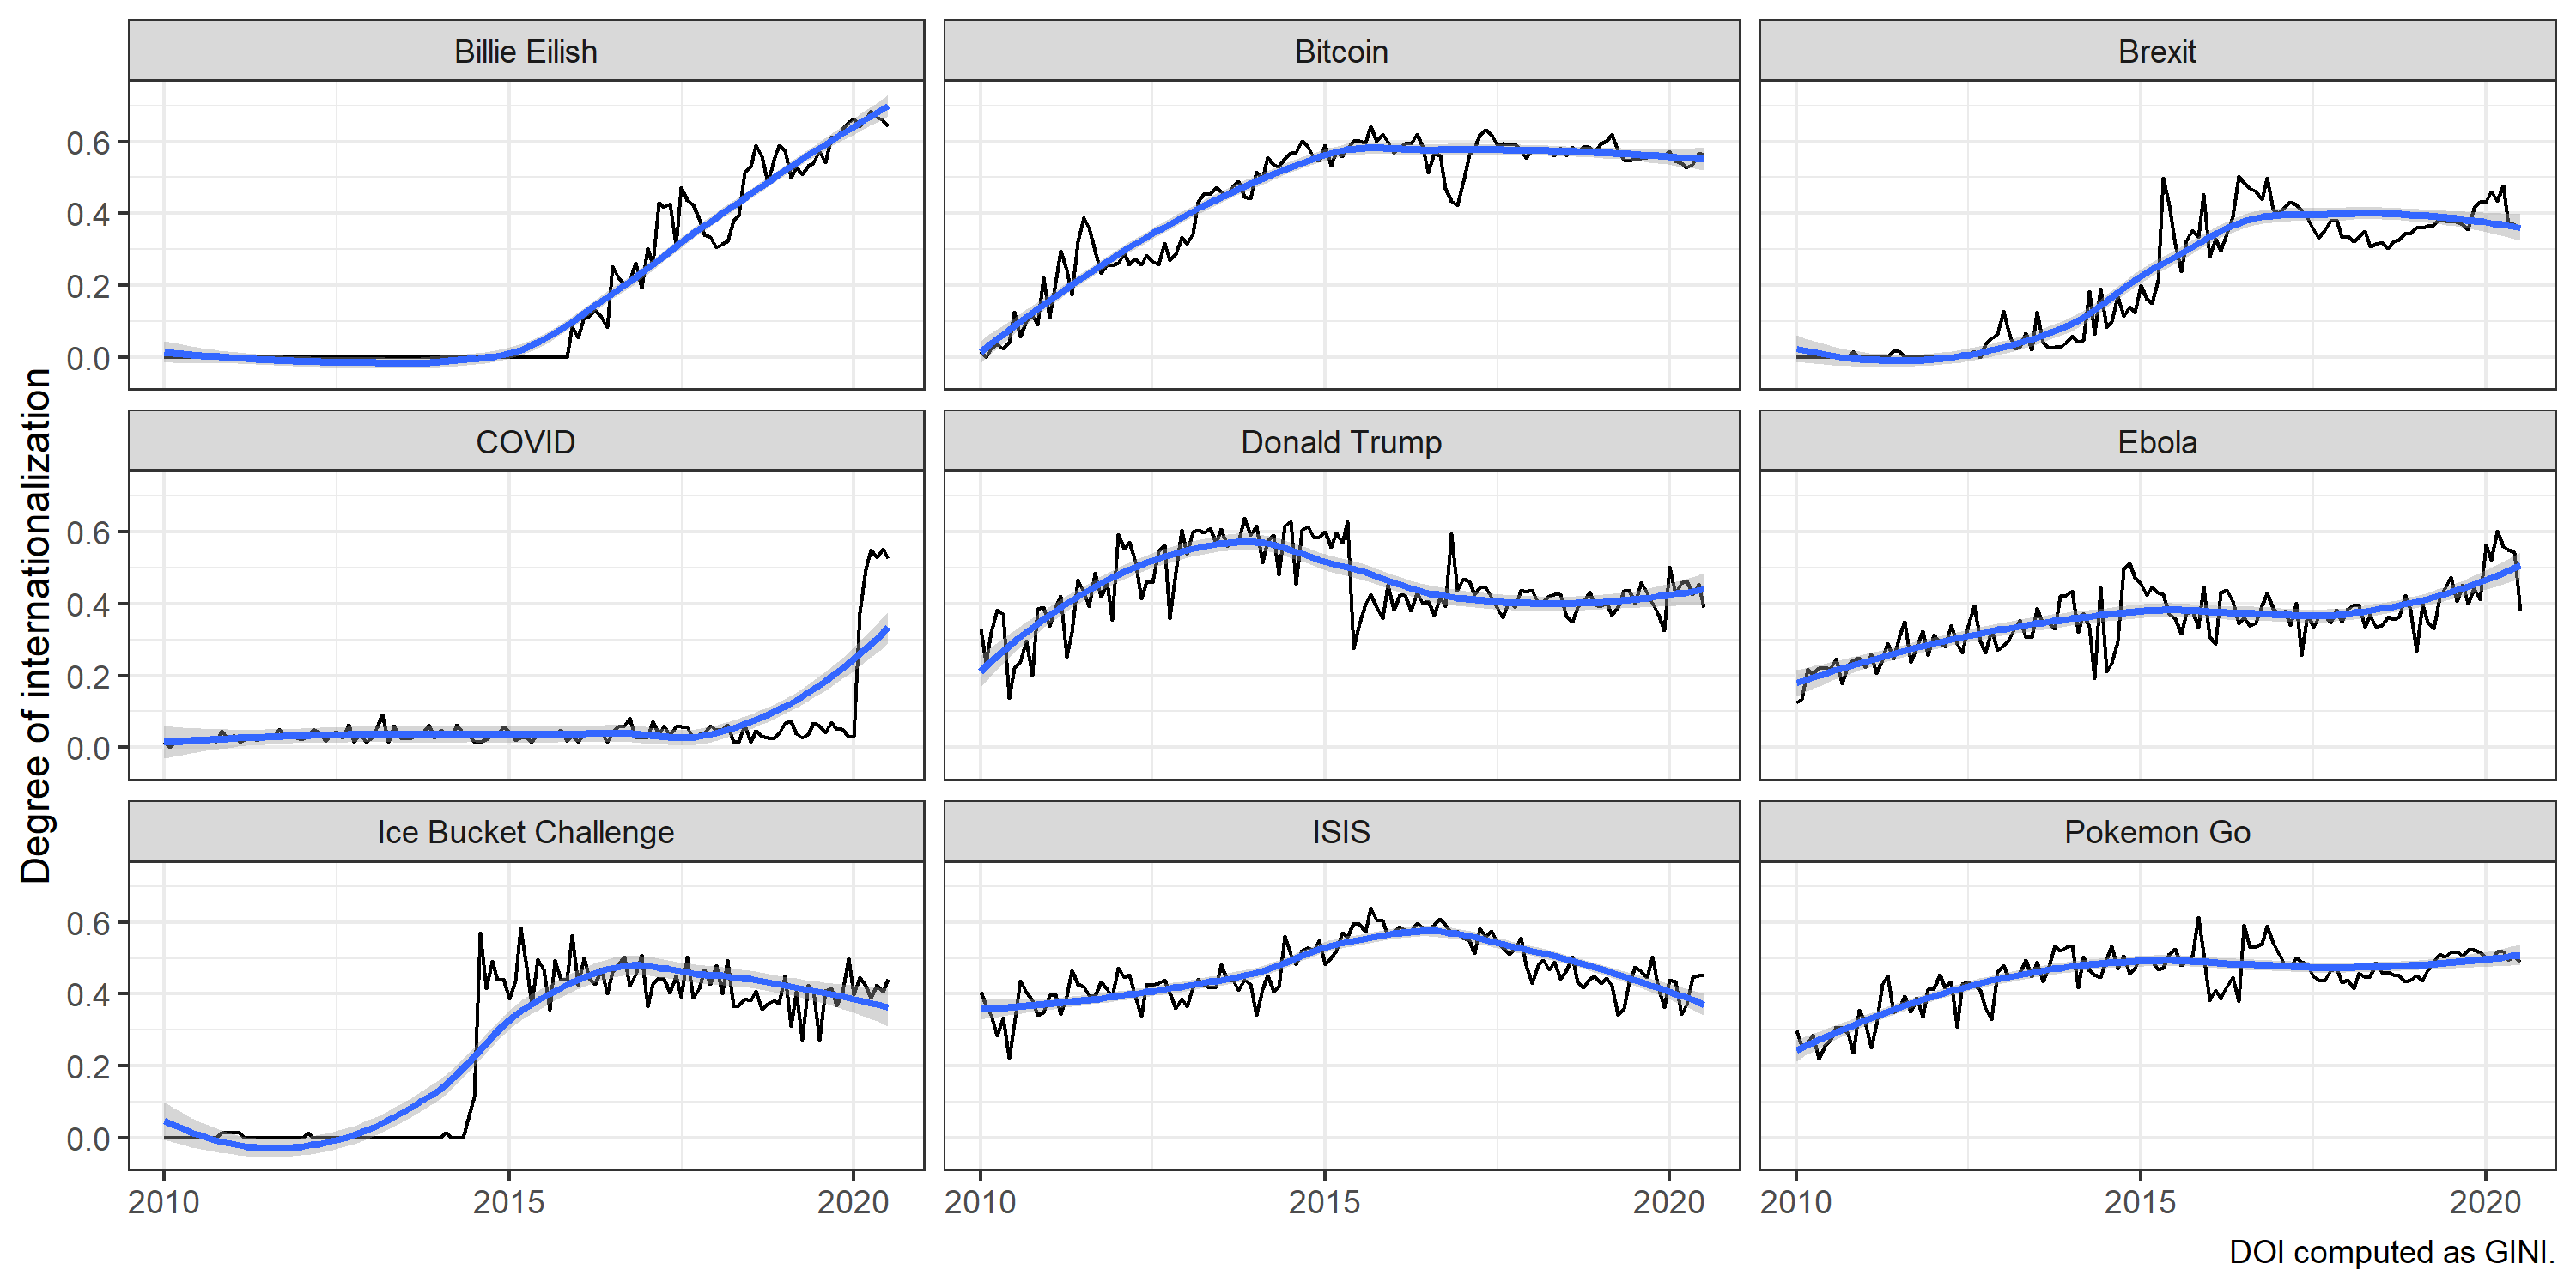 Billie Eilish
Bitcoin
Brexit
0.6
0.4
0.2
0.0
COVID
Donald Trump
Ebola
0.6
0.4
0.2
0.0
Degree of internationalization
Ice Bucket Challenge
ISIS
Pokemon Go
0.6
0.4
0.2
0.0
2010 2015 2020
2010 2015 2020
2010 2015 2020
DOI computed as GINI.